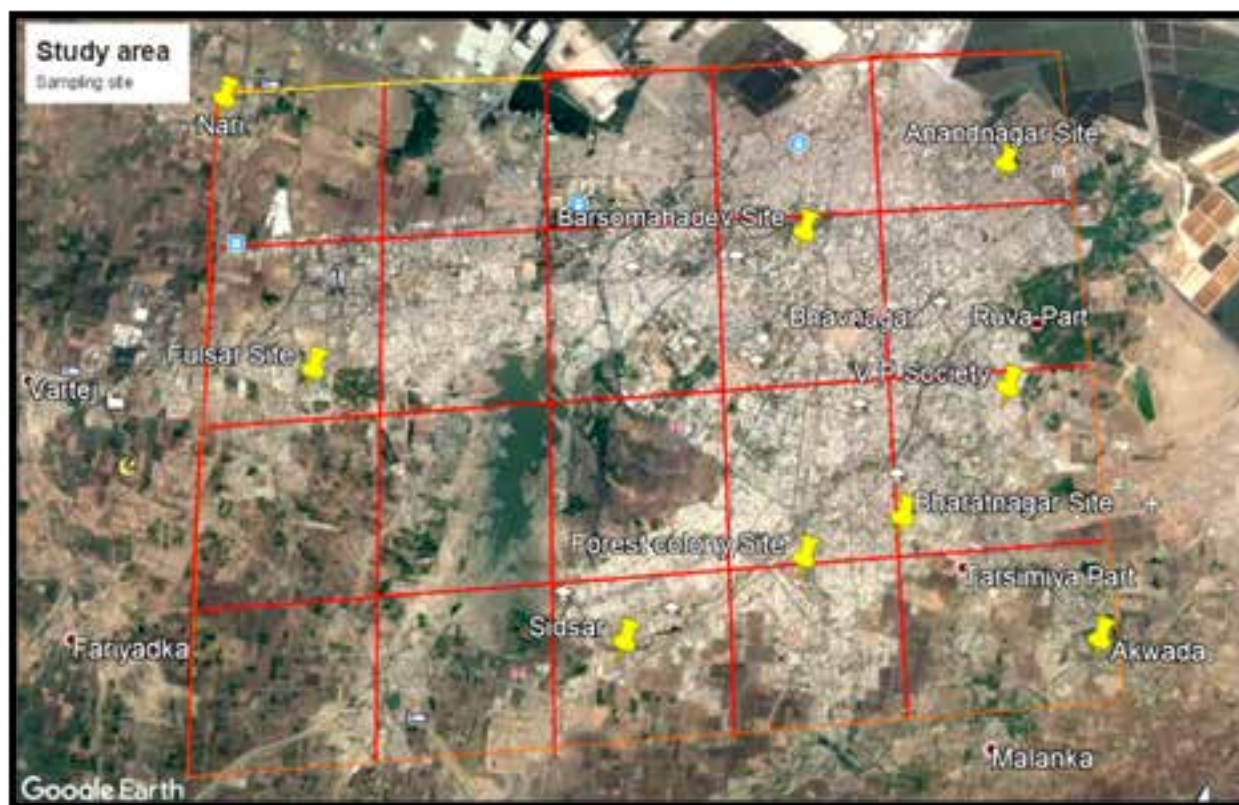 Study area
Sampling site
Nari
Anandnagar Site
Barsomahadev Site
Bhavnagar
Ruva-Part
Fulsar Site
V P Society
Vartej
Bharatnagar Site
Forest colony Site
Tarsimiya Part
Sidsar
Fariyadka
Akwada
Malanka
Google Earth